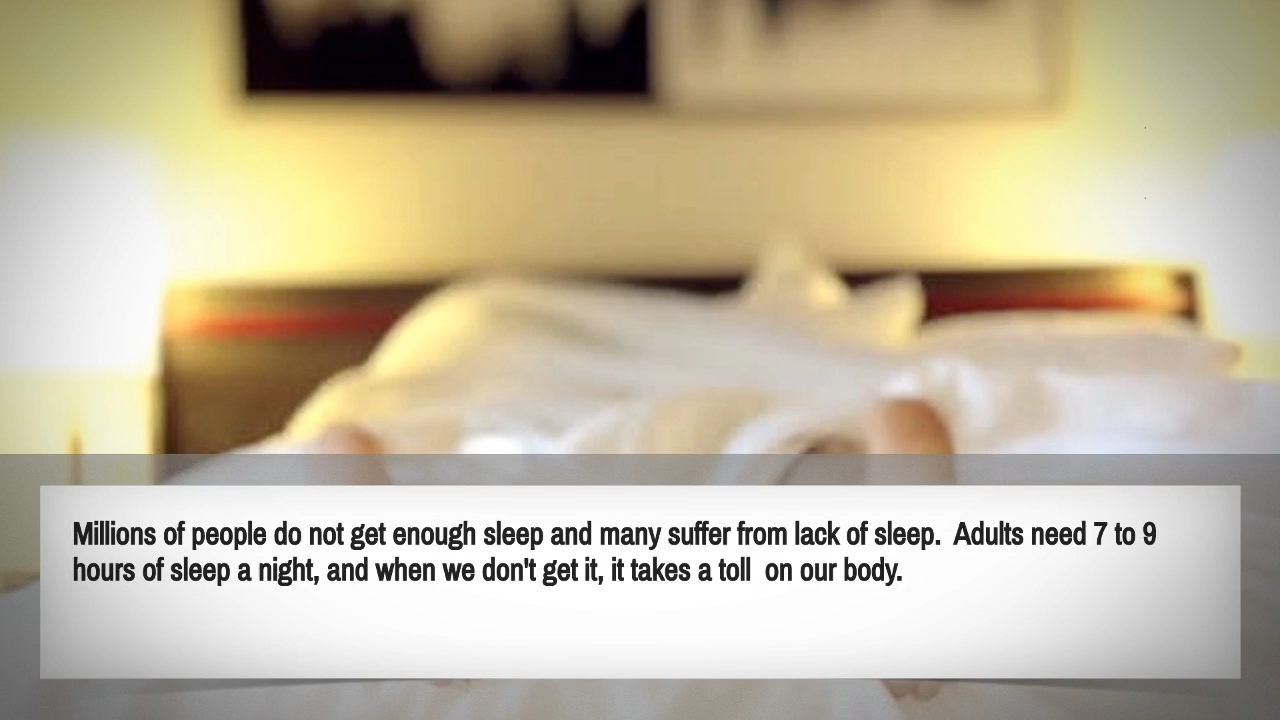 Millions of people do not get enough sleep and many suffer from lack of sleep.  Adults need 7 to 9
hours of sleep a night, and when we don't get it, it takes a toll  on our body.